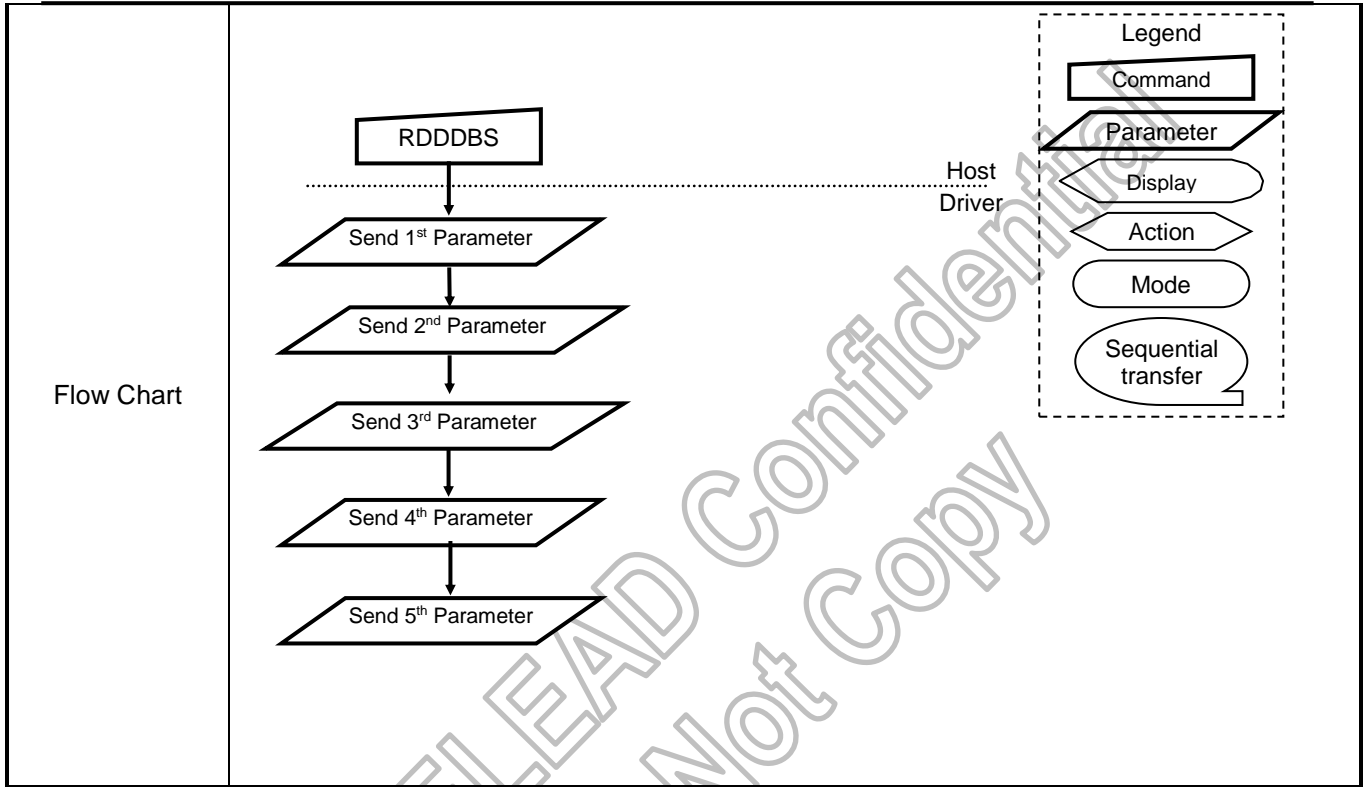 Flow Chart
RDDDBS
Host
Driver
Send 1st Parameter
Send 2nd Parameter
Send 3rd Parameter
Send 4th Parameter
Send 5th Parameter
Legend
Command
Parameter
Display
Action
Mode
Sequential
transfer
ELEAD Confidential
Not Copy